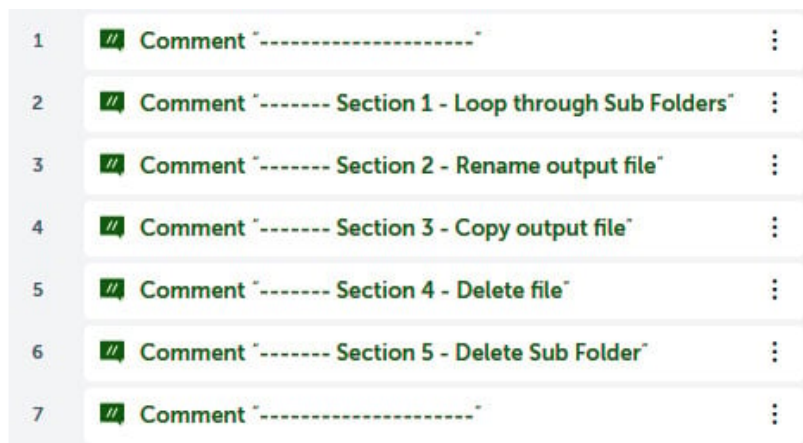 1 Comment "---------------------"
2 Comment "------- Section 1 - Loop through Sub Folders"
3 Comment "------- Section 2 - Rename output file"
4 Comment "------- Section 3 - Copy output file"
5 Comment "------- Section 4 - Delete file"
6 Comment "------- Section 5 - Delete Sub Folder"
7 Comment "---------------------"